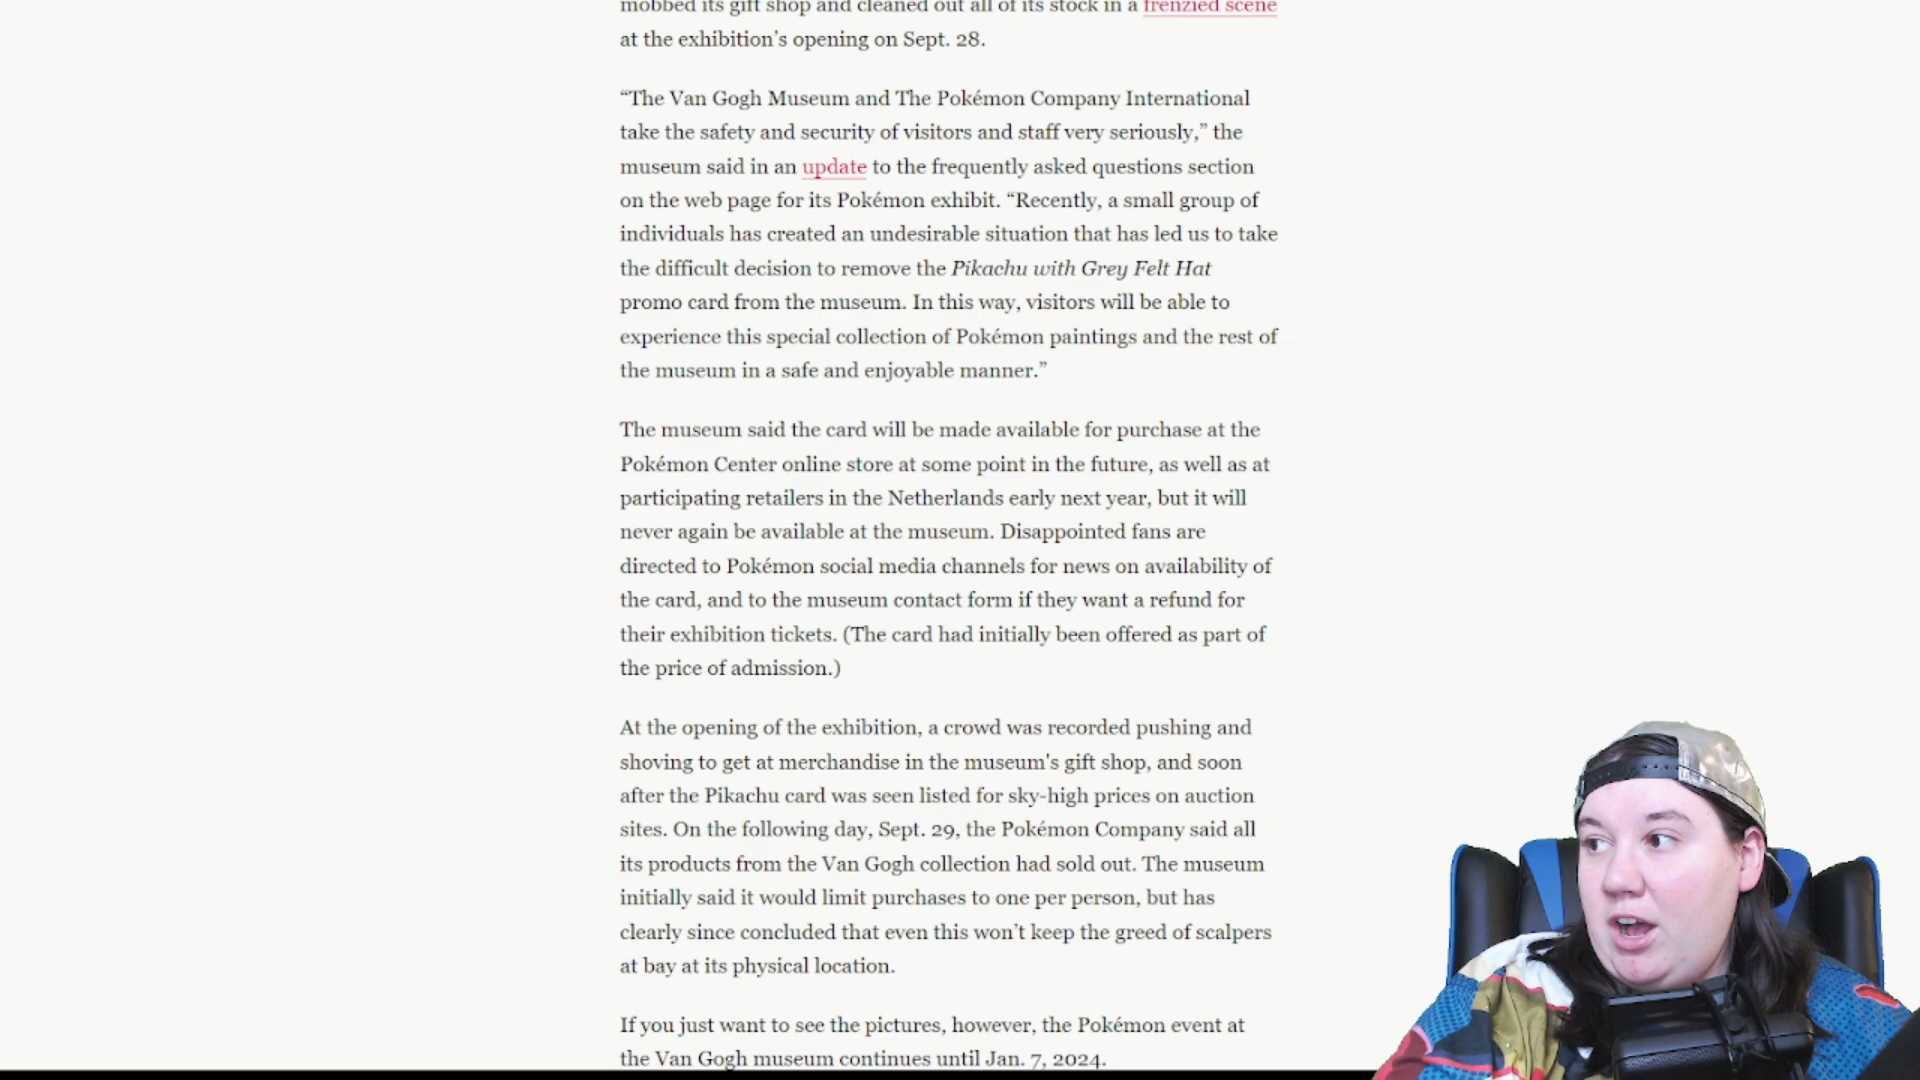 mobbed its gift shop and cleaned out all of its stock in a frenzied scene
at the exhibition’s opening on Sept. 28.
“The Van Gogh Museum and The Pokémon Company International
take the safety and security of visitors and staff very seriously,” the
museum said in an update to the frequently asked questions section
on the web page for its Pokémon exhibit. “Recently, a small group of
individuals has created an undesirable situation that has led us to take
the difficult decision to remove the Pikachu with Grey Felt Hat
promo card from the museum. In this way, visitors will be able to
experience this special collection of Pokémon paintings and the rest of
the museum in a safe and enjoyable manner.”
The museum said the card will be made available for purchase at the
Pokémon Center online store at some point in the future, as well as at
participating retailers in the Netherlands early next year, but it will
never again be available at the museum. Disappointed fans are
directed to Pokémon social media channels for news on availability of
the card, and to the museum contact form if they want a refund for
their exhibition tickets. (The card had initially been offered as part of
the price of admission.)
At the opening of the exhibition, a crowd was recorded pushing and
shoving to get at merchandise in the museum's gift shop, and soon
after the Pikachu card was seen listed for sky-high prices on auction
sites. On the following day, Sept. 29, the Pokémon Company said all
its products from the Van Gogh collection had sold out. The museum
initially said it would limit purchases to one per person, but has
clearly since concluded that even this won’t keep the greed of scalpers
at bay at its physical location.
If you just want to see the pictures, however, the Pokémon event at
the Van Gogh museum continues until Jan. 7, 2024.